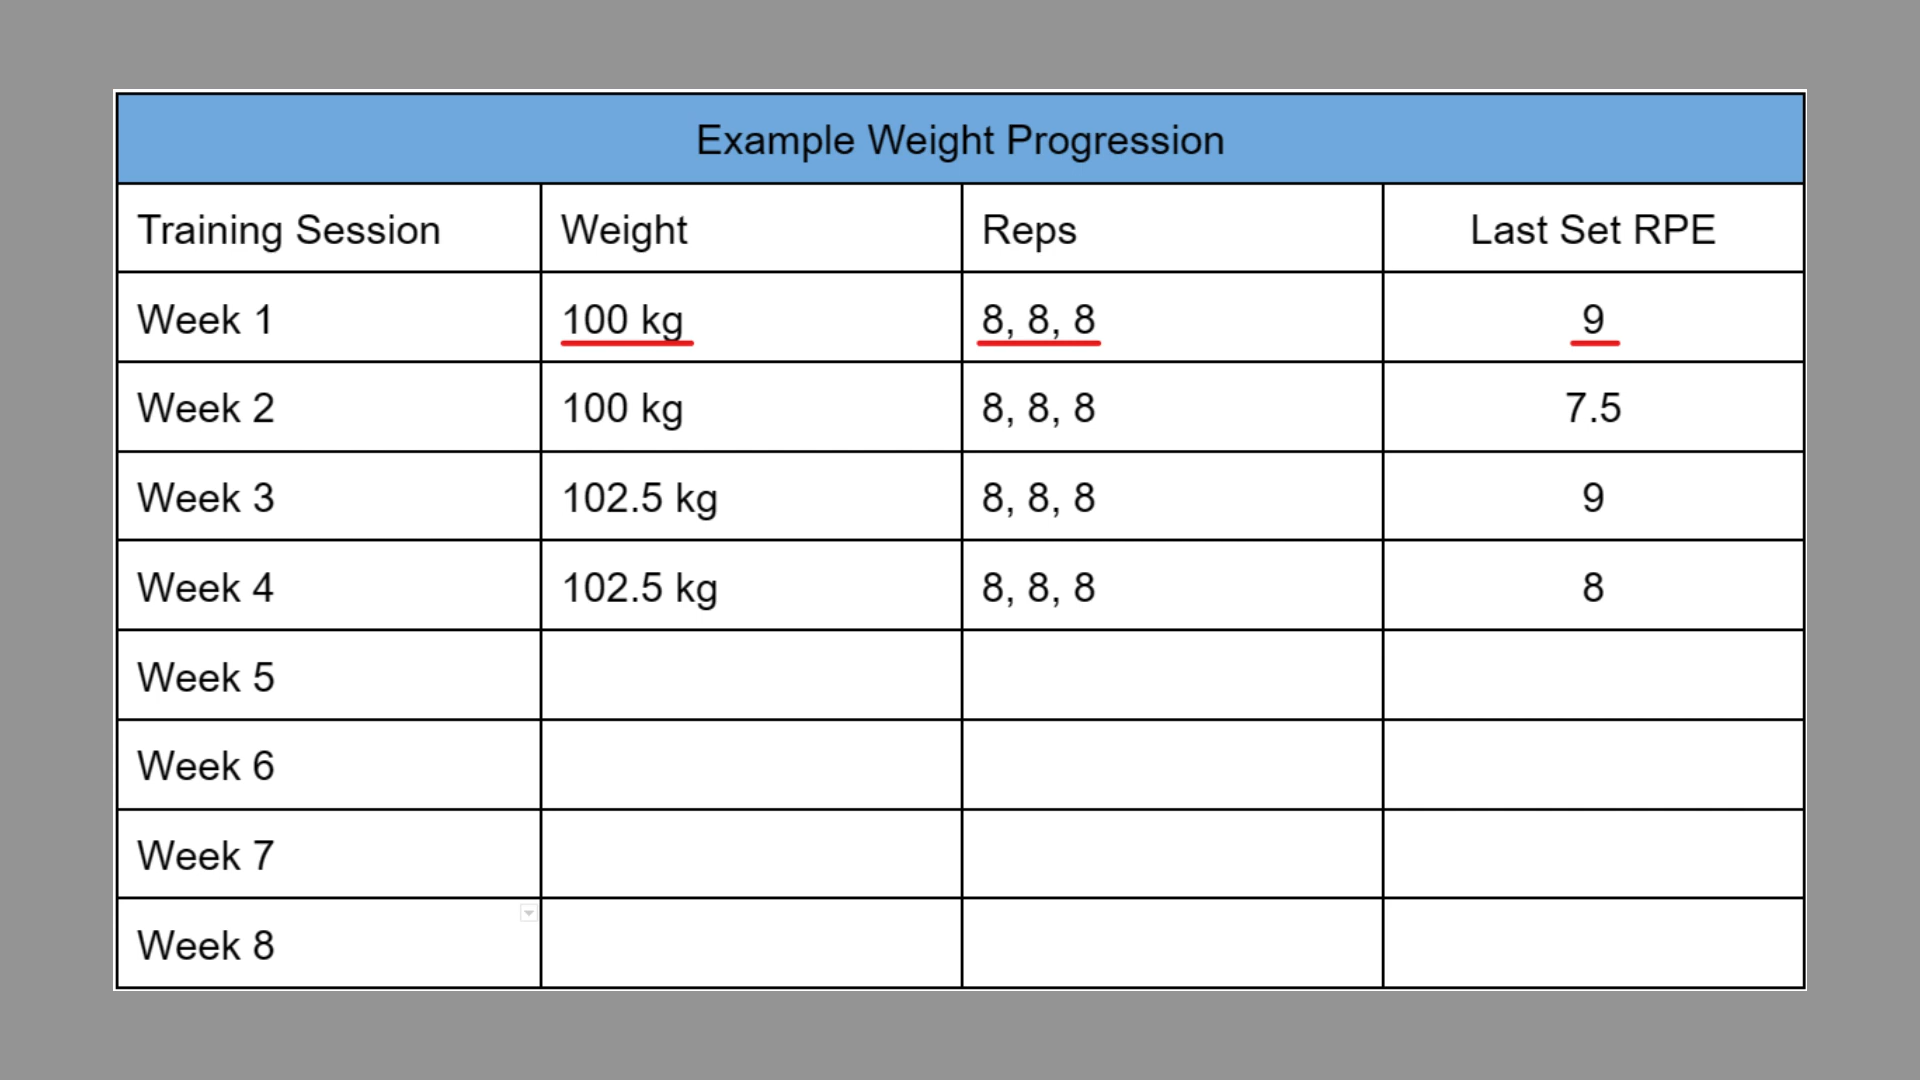 Example Weight Progression
Training Session Weight Reps Last Set RPE
Week 1 100 kg 8, 8, 8 9
Week 2 100 kg 8, 8, 8 7.5
Week 3 102.5 kg 8, 8, 8 9
Week 4 102.5 kg 8, 8, 8 8
Week 5
Week 6
Week 7
Week 8